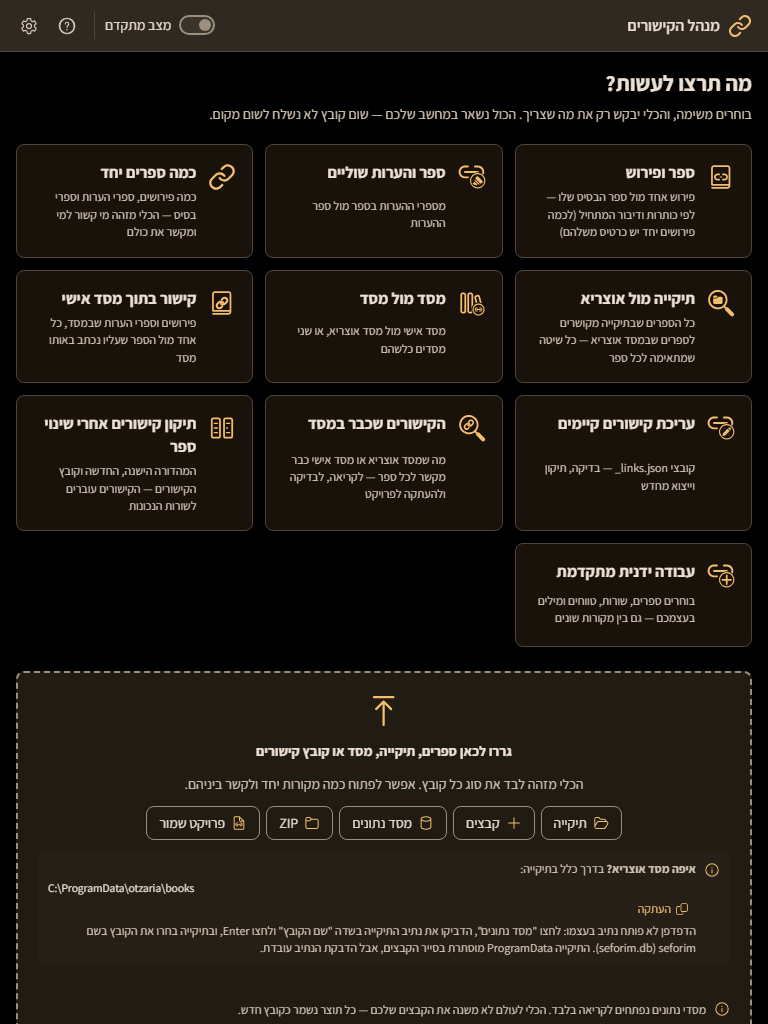 מנהל הקישורים
מצב מתקדם
מה תרצו לעשות?
בוחרים משימה, והכלי יבקש רק את מה שצריך. הכול נשאר במחשב שלכם — שום קובץ לא נשלח לשום מקום.
ספר ופירוש
פירוש אחד מול ספר הבסיס שלו —
לפי כותרות ודיבור המתחיל (לכמה
פירושים יחד יש כרטיס משלהם)
ספר והערות שוליים
מספרי ההערות בספר מול ספר
ההערות
כמה ספרים יחד
כמה פירושים, ספרי הערות וספרי
בסיס — הכלי מזהה מי קשור למי
ומקשר את כולם
תיקייה מול אוצריא
כל הספרים שבתיקייה מקושרים
לספרים שבמסד אוצריא — כל שיטה
שמתאימה לכל ספר
מסד מול מסד
מסד אישי מול מסד אוצריא, או שני
מסדים כלשהם
קישור בתוך מסד אישי
פירושים וספרי הערות שבמסד, כל
אחד מול הספר שעליו נכתב באותו
מסד
עריכת קישורים קיימים
קובצי links.json_ — בדיקה, תיקון
וייצוא מחדש
הקישורים שכבר במסד
מה שמסד אוצריא או מסד אישי כבר
מקשר לכל ספר — לקריאה, לבדיקה
ולהעתקה לפרויקט
תיקון קישורים אחרי שינוי
ספר
המהדורה הישנה, החדשה וקובץ
הקישורים — הקישורים עוברים
לשורות הנכונות
עבודה ידנית מתקדמת
בוחרים ספרים, שורות, טווחים ומילים
בעצמכם — גם בין מקורות שונים
גררו לכאן ספרים, תיקייה, מסד או קובץ קישורים
הכלי מזהה לבד את סוג כל קובץ. אפשר לפתוח כמה מקורות יחד ולקשר ביניהם.
תיקייה
קבצים
מסד נתונים
ZIP
פרויקט שמור
איפה מסד אוצריא? בדרך כלל בתיקייה:
C:\ProgramData\otzaria\books
העתקה
הדפדפן לא פותח נתיב בעצמו: לחצו "מסד נתונים", הדביקו את נתיב התיקייה בשדה "שם הקובץ" ולחצו Enter, ובתיקייה בחרו את הקובץ בשם
seforim (seforim.db). התיקייה ProgramData מוסתרת בסייר הקבצים, אבל הדבקת הנתיב עובדת.
מסדי נתונים נפתחים לקריאה בלבד. הכלי לעולם לא משנה את הקבצים שלכם — כל תוצר נשמר כקובץ חדש.